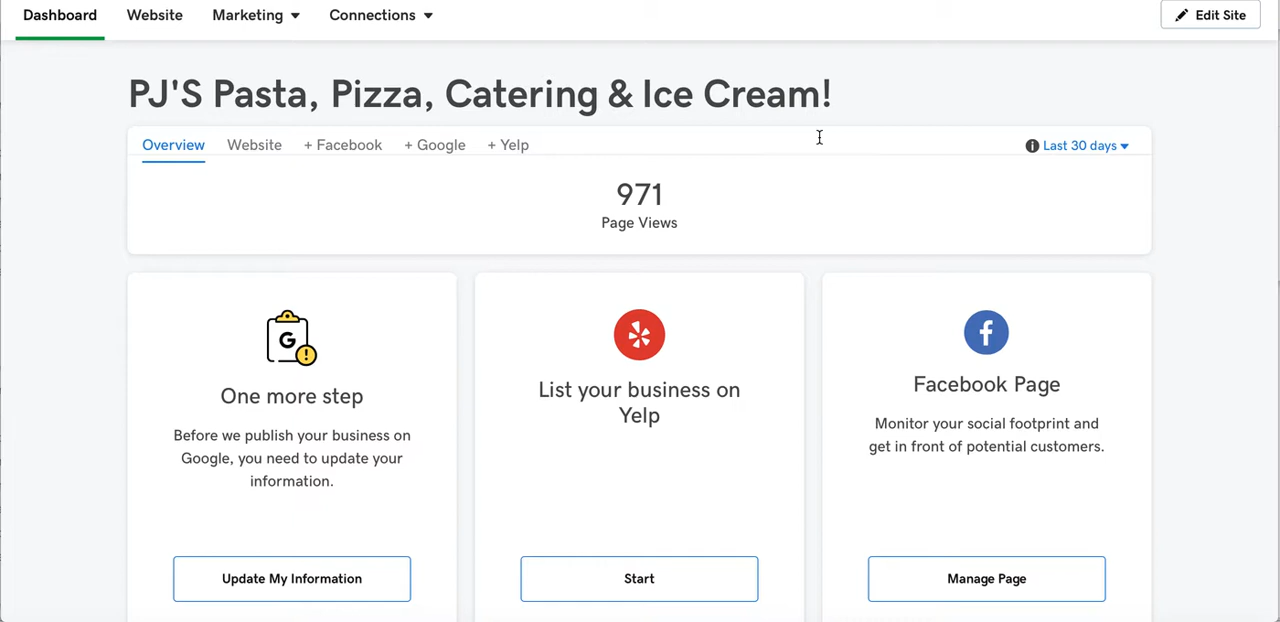 Dashboard
Website
Marketing
Connections
Edit Site
PJ'S Pasta, Pizza, Catering & Ice Cream!
Overview
Website
+ Facebook
+ Google
+ Yelp
Last 30 days
971
Page Views
G
One more step
Before we publish your business on
Google, you need to update your
information.
Update My Information
List your business on
Yelp
Start
Facebook Page
Monitor your social footprint and
get in front of potential customers.
Manage Page